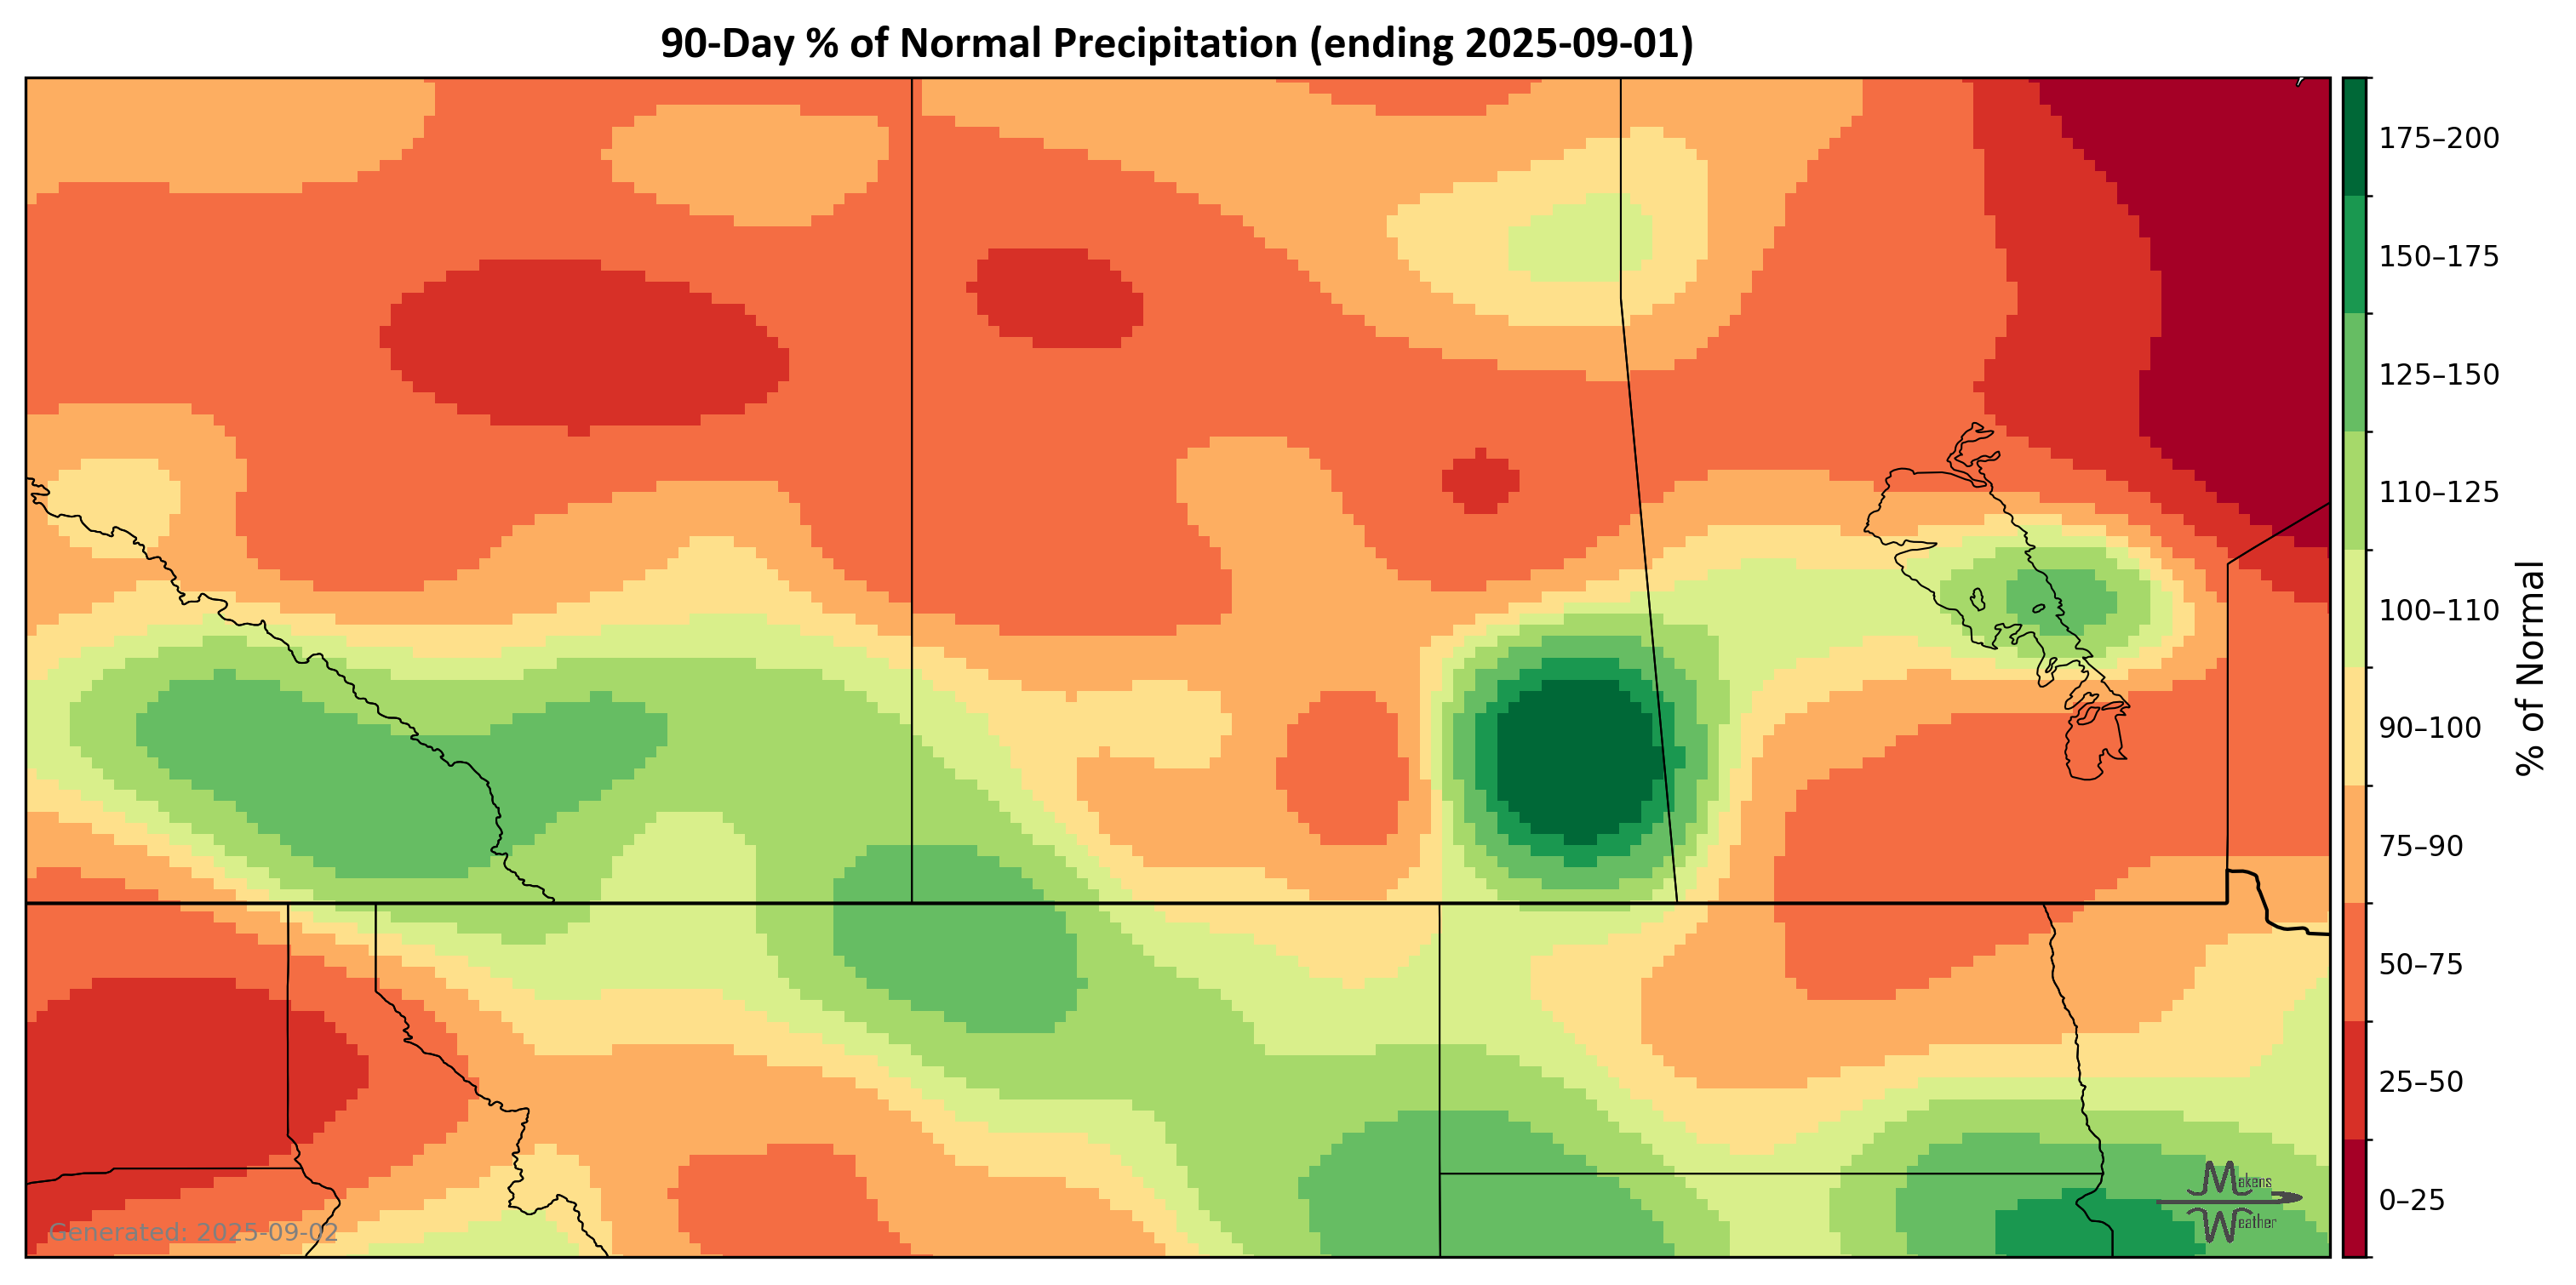 90-Day % of Normal Precipitation (ending 2025-09-01)
175–200
150–175
125–150
110–125
100–110
90–100
75–90
50–75
25–50
0–25
% of Normal
Makens
Weather
Generated: 2025-09-02